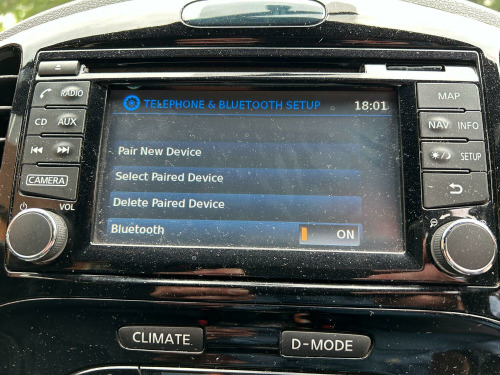 TELEPHONE & BLUETOOTH SETUP 18:01
Pair New Device
Select Paired Device
Delete Paired Device
Bluetooth ON
RADIO
CD AUX
CAMERA
VOL
MAP
NAV INFO
SETUP
CLIMATE
D-MODE